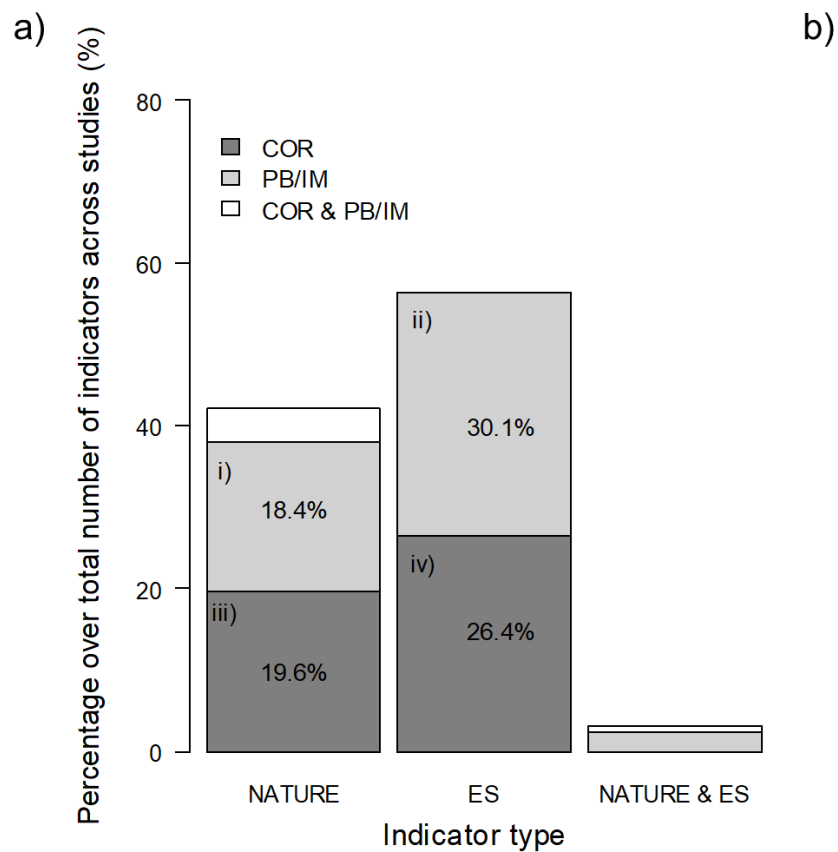 a)
b)
Percentage over total number of indicators across studies (%)
80
60
40
20
0
COR
PB/IM
COR & PB/IM
i)
18.4%
iii)
19.6%
ii)
30.1%
iv)
26.4%
NATURE
ES
NATURE & ES
Indicator type